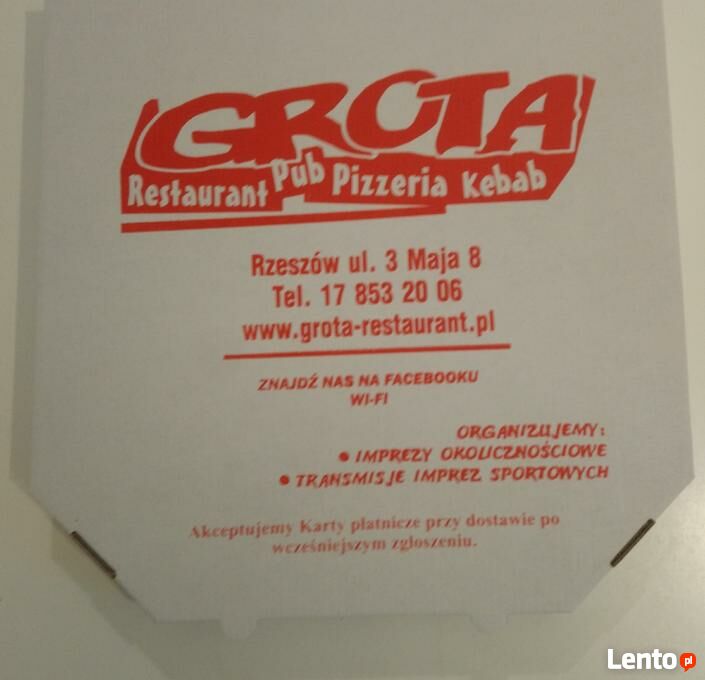 GROTA
Restaurant Pub Pizzeria Kebab
Rzeszów ul. 3 Maja 8
Tel. 17 853 20 06
www.grota-restaurant.pl
ZNAJDŹ NAS NA FACEBOOKU
WI-FI
ORGANIZUJEMY:
• IMPREZY OKOLICZNOŚCIOWE
• TRANSMISJE IMPREZ SPORTOWYCH
Akceptujemy Karty płatnicze przy dostawie po
wcześniejszym zgłoszeniu.
Lento pl